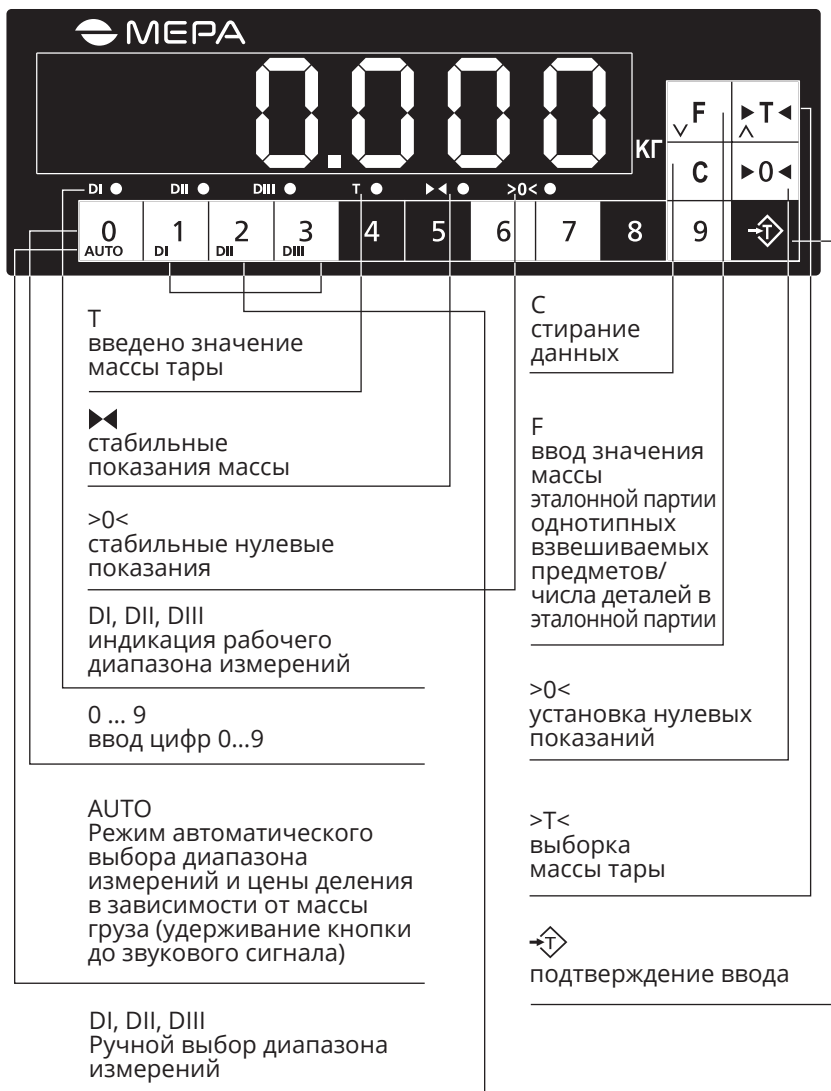 МЕРА
0.000
КГ
F
►T◄
C
►0◄
DI
DII
DIII
T
►◄
>0<
0
AUTO
1
DI
2
DII
3
DIII
4
5
6
7
8
9
T
T
введено значение
массы тары
►◄
стабильные
показания массы
>0<
стабильные нулевые
показания
DI, DII, DIII
индикация рабочего
диапазона измерений
0 ... 9
ввод цифр 0...9
AUTO
Режим автоматического
выбора диапазона
измерений и цены деления
в зависимости от массы
груза (удерживание кнопки
до звукового сигнала)
DI, DII, DIII
Ручной выбор диапазона
измерений
C
стирание
данных
F
ввод значения
массы
эталонной партии
однотипных
взвешиваемых
предметов/
числа деталей в
эталонной партии
>0<
установка нулевых
показаний
>T<
выборка
массы тары
T
подтверждение ввода